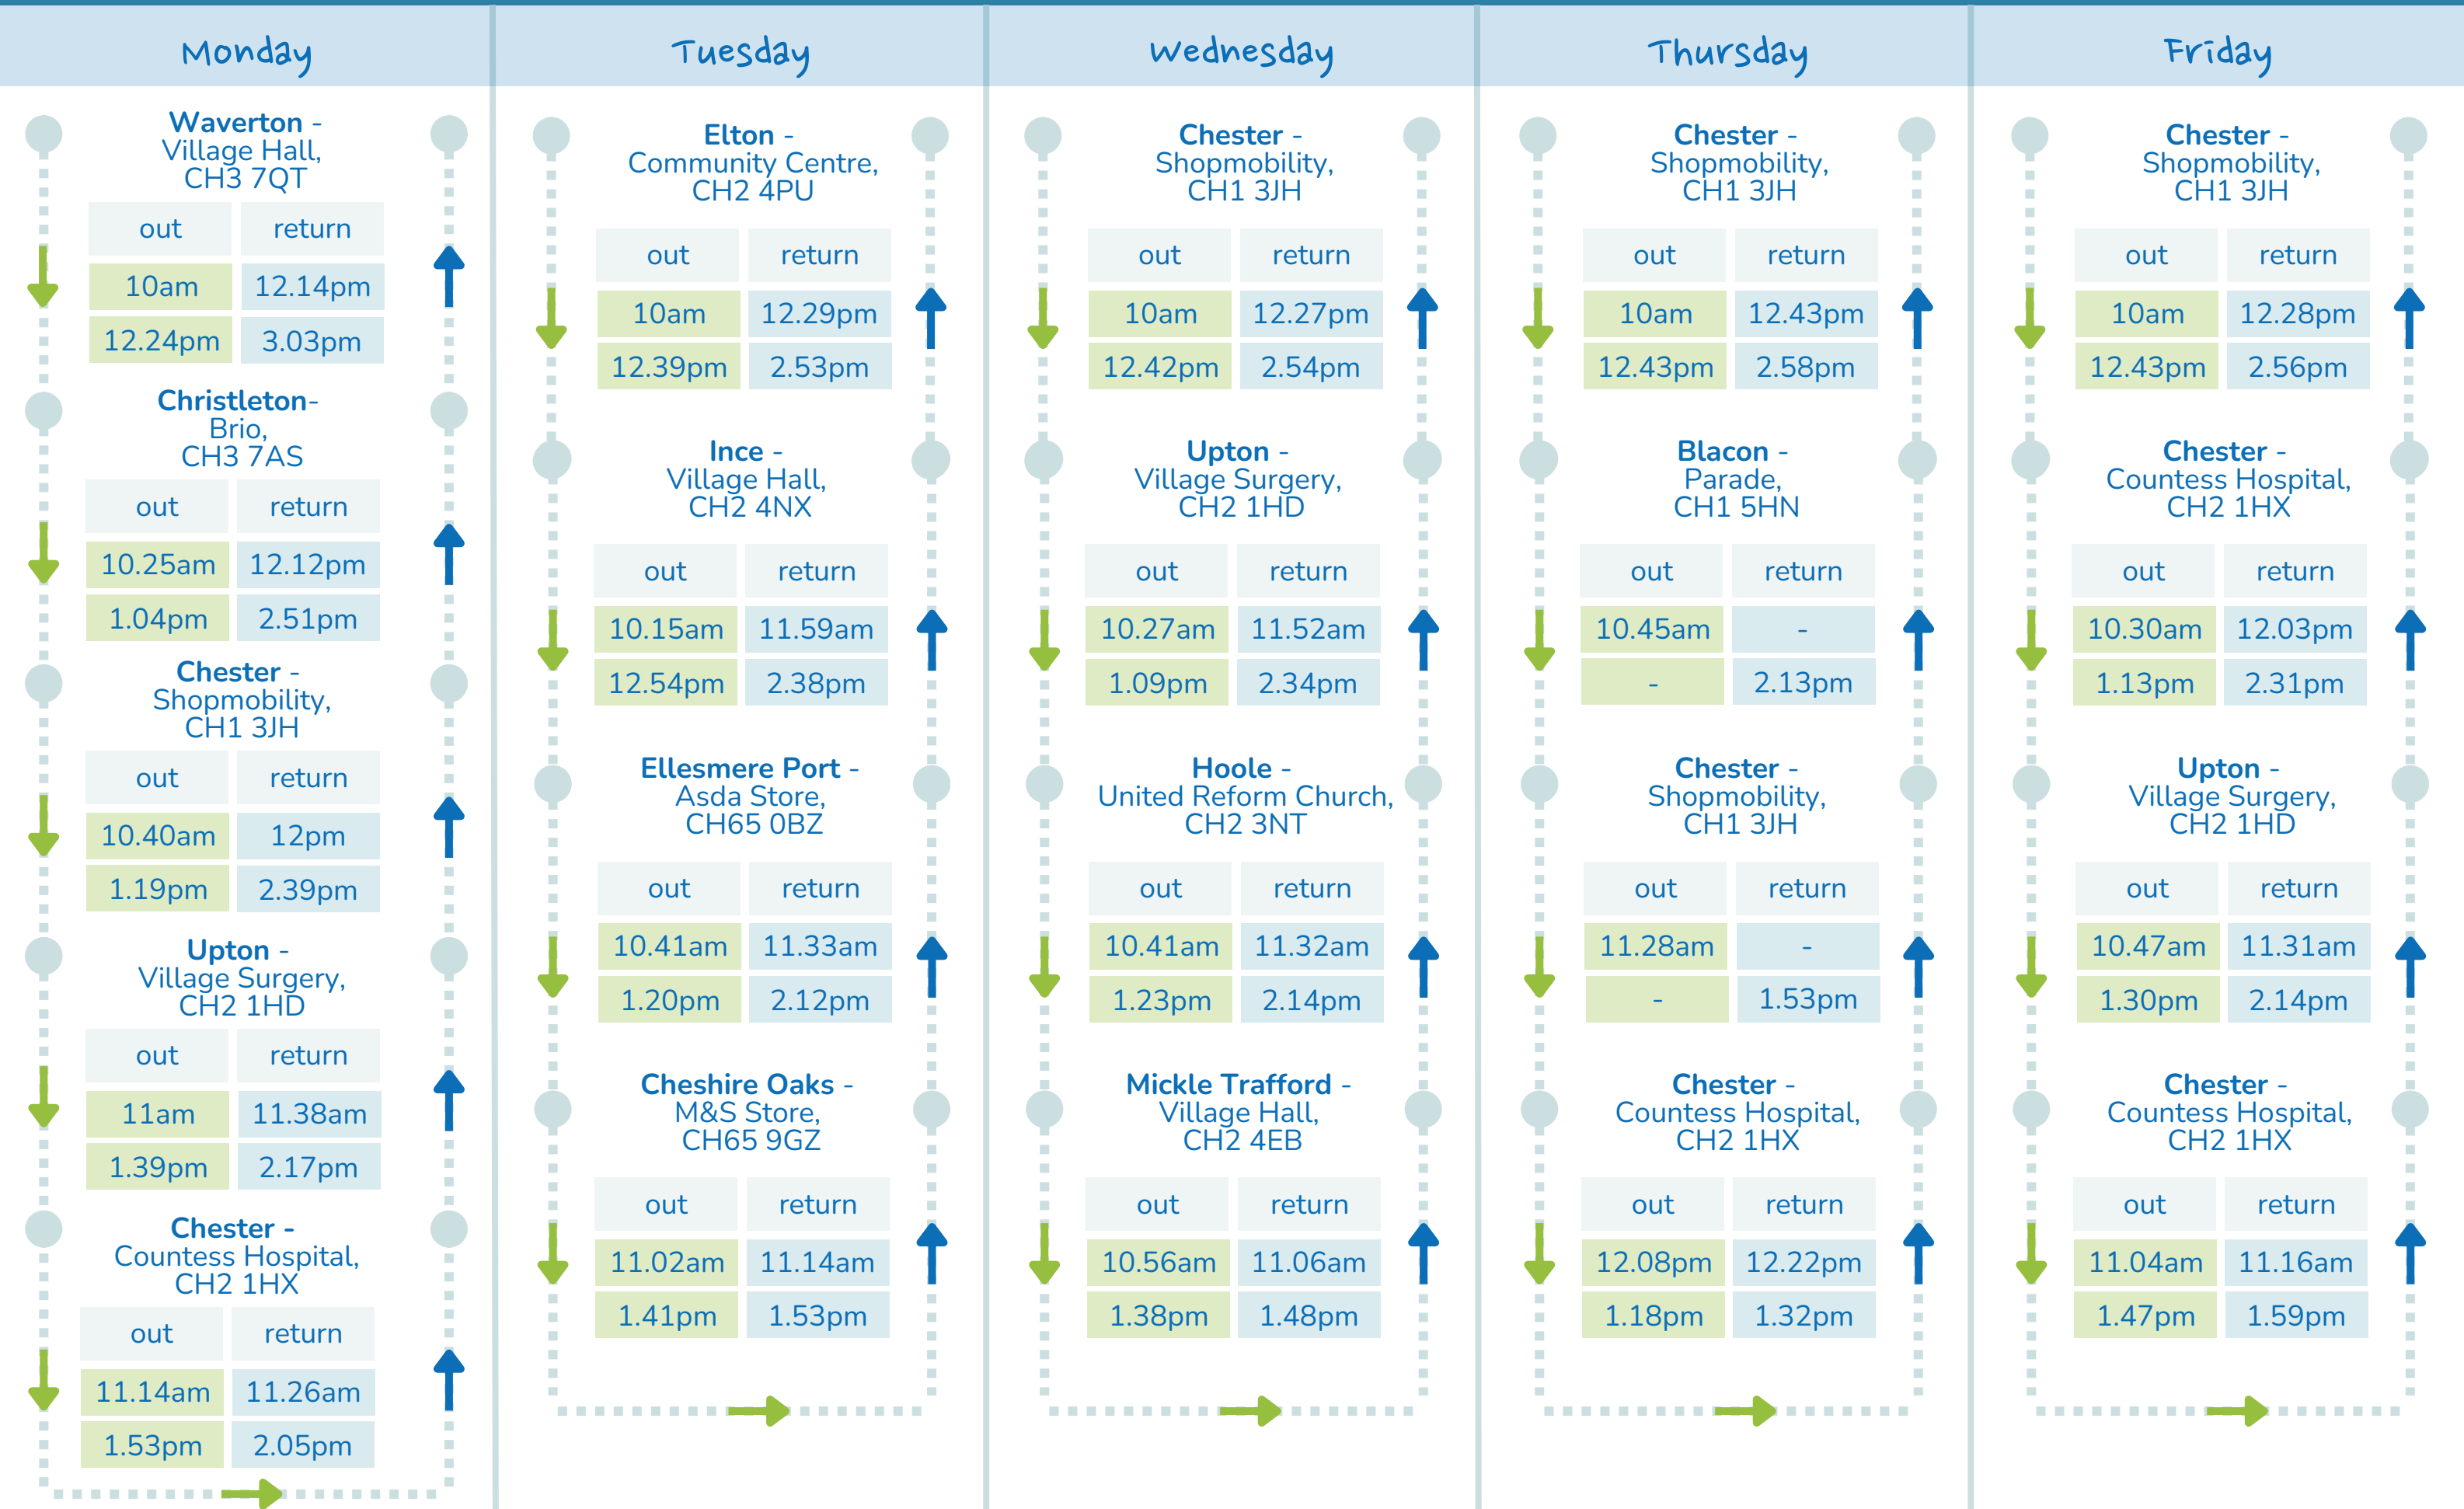 Monday
Waverton -
Village Hall,
CH3 7QT
out return
10am 12.14pm
12.24pm 3.03pm
Christleton-
Brio,
CH3 7AS
out return
10.25am 12.12pm
1.04pm 2.51pm
Chester -
Shopmobility,
CH1 3JH
out return
10.40am 12pm
1.19pm 2.39pm
Upton -
Village Surgery,
CH2 1HD
out return
11am 11.38am
1.39pm 2.17pm
Chester -
Countess Hospital,
CH2 1HX
out return
11.14am 11.26am
1.53pm 2.05pm
Tuesday
Elton -
Community Centre,
CH2 4PU
out return
10am 12.29pm
12.39pm 2.53pm
Ince -
Village Hall,
CH2 4NX
out return
10.15am 11.59am
12.54pm 2.38pm
Ellesmere Port -
Asda Store,
CH65 0BZ
out return
10.41am 11.33am
1.20pm 2.12pm
Cheshire Oaks -
M&S Store,
CH65 9GZ
out return
11.02am 11.14am
1.41pm 1.53pm
Wednesday
Chester -
Shopmobility,
CH1 3JH
out return
10am 12.27pm
12.42pm 2.54pm
Upton -
Village Surgery,
CH2 1HD
out return
10.27am 11.52am
1.09pm 2.34pm
Hoole -
United Reform Church,
CH2 3NT
out return
10.41am 11.32am
1.23pm 2.14pm
Mickle Trafford -
Village Hall,
CH2 4EB
out return
10.56am 11.06am
1.38pm 1.48pm
Thursday
Chester -
Shopmobility,
CH1 3JH
out return
10am 12.43pm
12.43pm 2.58pm
Blacon -
Parade,
CH1 5HN
out return
10.45am -
- 2.13pm
Chester -
Shopmobility,
CH1 3JH
out return
11.28am -
- 1.53pm
Chester -
Countess Hospital,
CH2 1HX
out return
12.08pm 12.22pm
1.18pm 1.32pm
Friday
Chester -
Shopmobility,
CH1 3JH
out return
10am 12.28pm
12.43pm 2.56pm
Chester -
Countess Hospital,
CH2 1HX
out return
10.30am 12.03pm
1.13pm 2.31pm
Upton -
Village Surgery,
CH2 1HD
out return
10.47am 11.31am
1.30pm 2.14pm
Chester -
Countess Hospital,
CH2 1HX
out return
11.04am 11.16am
1.47pm 1.59pm